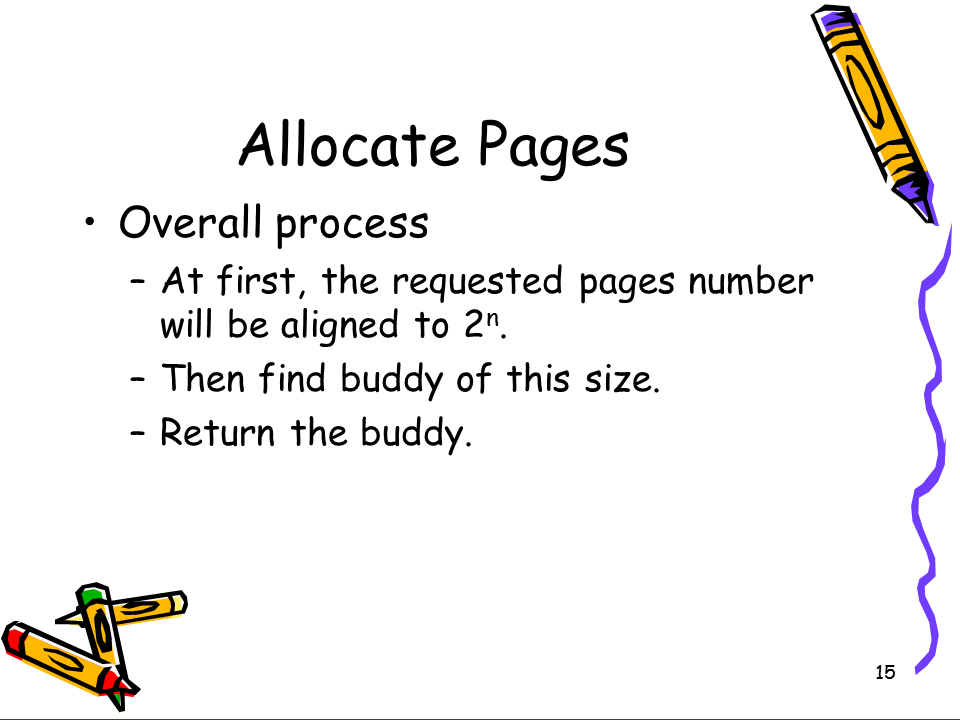 Allocate Pages
• Overall process
– At first, the requested pages number
will be aligned to 2ⁿ.
– Then find buddy of this size.
– Return the buddy.
15